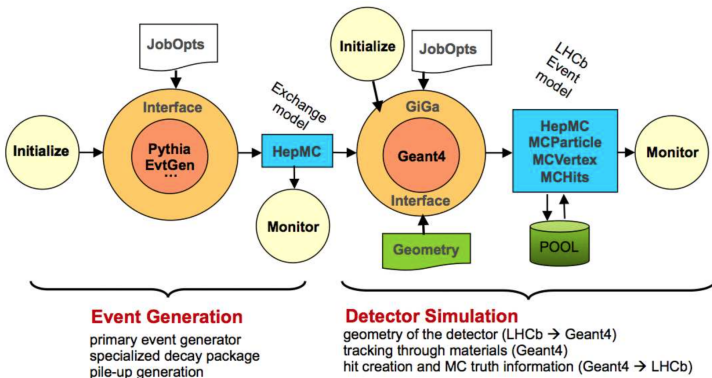 JobOpts
Interface
Initialize
Pythia
EvtGen
...
Exchange
model
HepMC
Monitor
Initialize
JobOpts
GiGa
Geant4
Interface
Geometry
LHCb
Event
model
HepMC
MCParticle
MCVertex
MCHits
Monitor
POOL
Event Generation
primary event generator
specialized decay package
pile-up generation
Detector Simulation
geometry of the detector (LHCb → Geant4)
tracking through materials (Geant4)
hit creation and MC truth information (Geant4 → LHCb)